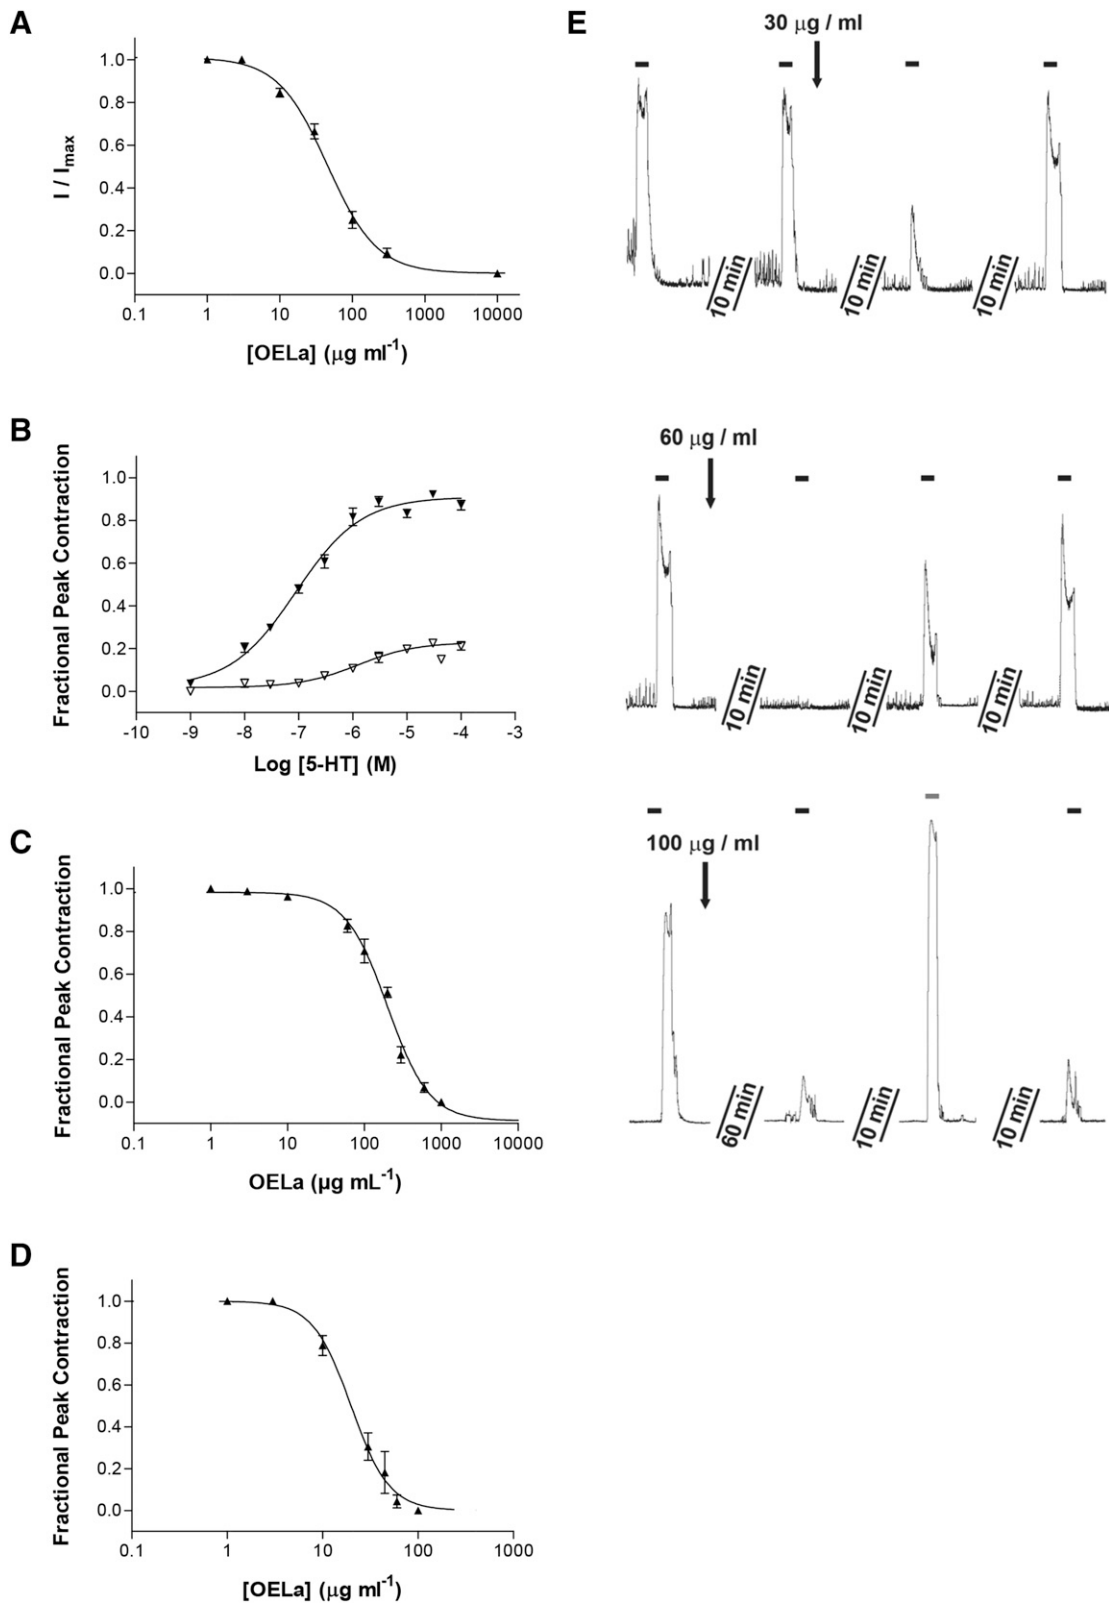 A
1.0
0.8
0.6
0.4
0.2
0.0
I / Imax
0.1 1 10 100 1000 10000
[OELa] (μg ml-1)
B
1.0
0.8
0.6
0.4
0.2
0.0
Fractional Peak Contraction
-10 -9 -8 -7 -6 -5 -4 -3
Log [5-HT] (M)
C
1.0
0.8
0.6
0.4
0.2
0.0
Fractional Peak Contraction
0.1 1 10 100 1000 10000
OELa (μg mL-1)
D
1.0
0.8
0.6
0.4
0.2
0.0
Fractional Peak Contraction
0.1 1 10 100 1000
[OELa] (μg ml-1)
E
30 μg / ml
10 min 10 min 10 min
60 μg / ml
10 min 10 min 10 min
100 μg / ml
60 min 10 min 10 min